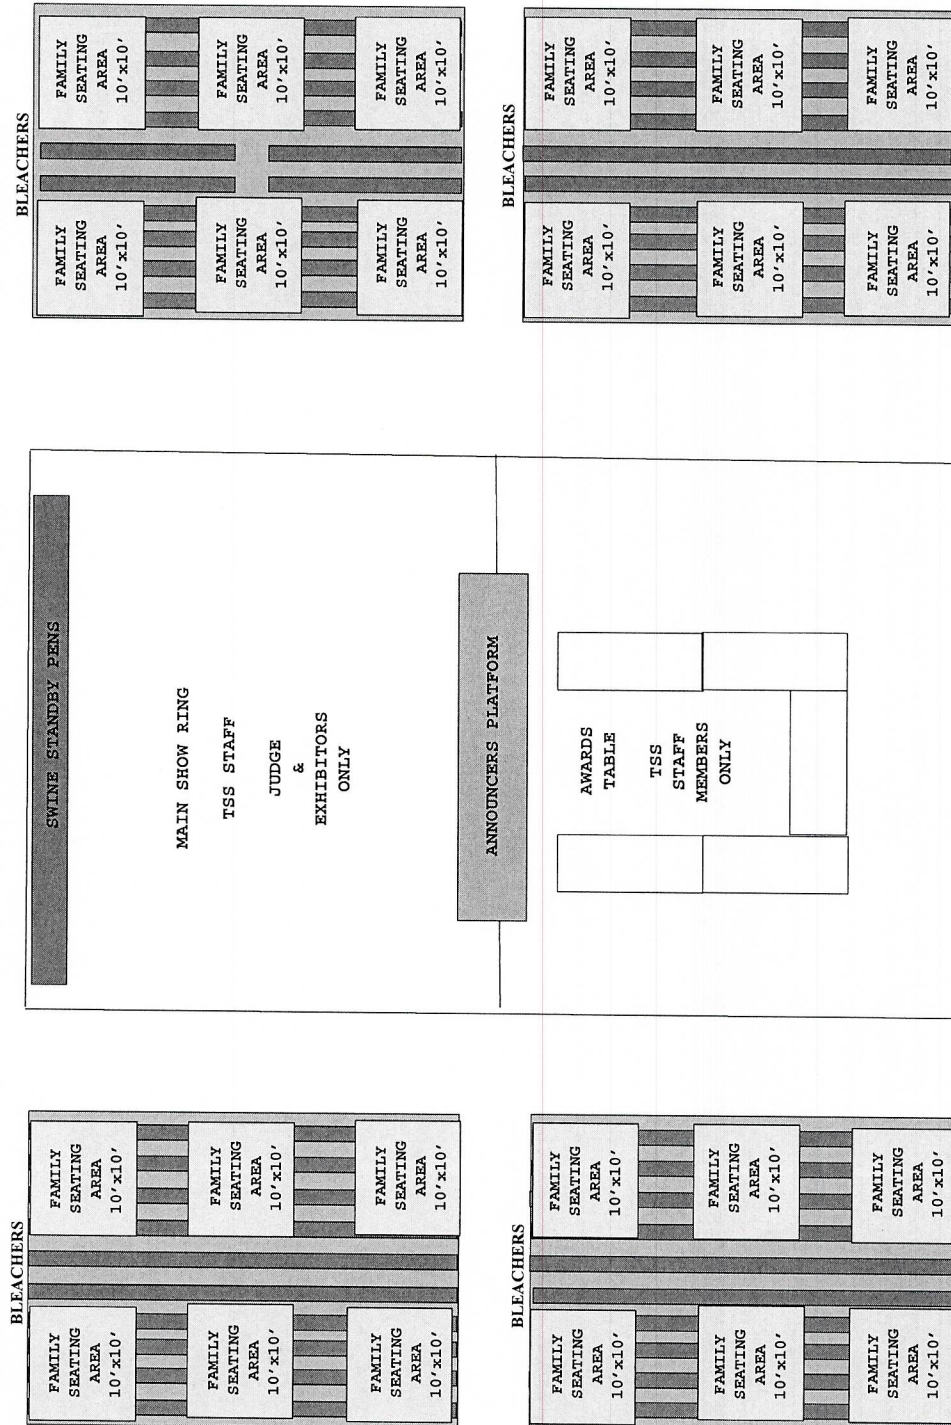 BLEACHERS
FAMILY
SEATING
AREA
10'x10'
FAMILY
SEATING
AREA
10'x10'
FAMILY
SEATING
AREA
10'x10'
FAMILY
SEATING
AREA
10'x10'
FAMILY
SEATING
AREA
10'x10'
FAMILY
SEATING
AREA
10'x10'
SWINE STANDBY PENS
MAIN SHOW RING
TSS STAFF
JUDGE
&
EXHIBITORS
ONLY
BLEACHERS
FAMILY
SEATING
AREA
10'x10'
FAMILY
SEATING
AREA
10'x10'
FAMILY
SEATING
AREA
10'x10'
FAMILY
SEATING
AREA
10'x10'
FAMILY
SEATING
AREA
10'x10'
FAMILY
SEATING
AREA
10'x10'
BLEACHERS
FAMILY
SEATING
AREA
10'x10'
FAMILY
SEATING
AREA
10'x10'
FAMILY
SEATING
AREA
10'x10'
FAMILY
SEATING
AREA
10'x10'
FAMILY
SEATING
AREA
10'x10'
FAMILY
SEATING
AREA
10'x10'
ANNOUNCERS PLATFORM
AWARDS
TABLE
TSS
STAFF
MEMBERS
ONLY
BLEACHERS
FAMILY
SEATING
AREA
10'x10'
FAMILY
SEATING
AREA
10'x10'
FAMILY
SEATING
AREA
10'x10'
FAMILY
SEATING
AREA
10'x10'
FAMILY
SEATING
AREA
10'x10'
FAMILY
SEATING
AREA
10'x10'